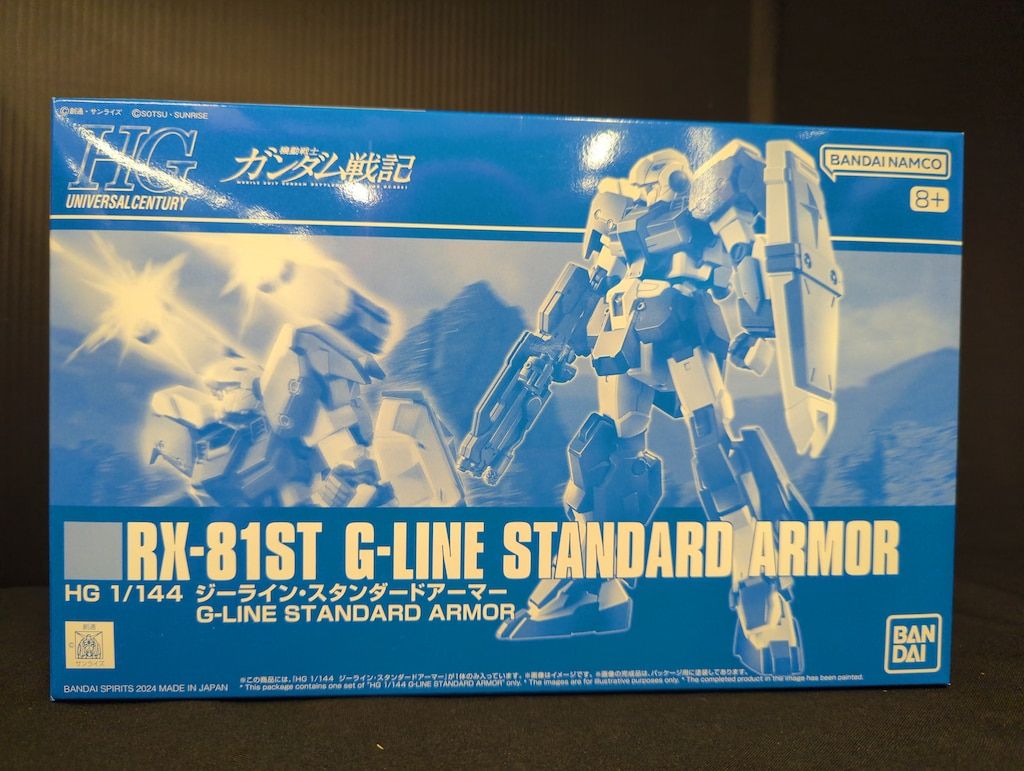 ©創通・サンライズ ©SOTSU・SUNRISE
HG
UNIVERSAL CENTURY
機動戦士
ガンダム戦記
BANDAI NAMCO
8+
RX-81ST G-LINE STANDARD ARMOR
HG 1/144 ジーライン・スタンダードアーマー
G-LINE STANDARD ARMOR
創通
©
サンライズ
BAN
DAI
BANDAI SPIRITS 2024 MADE IN JAPAN
※この商品には、「HG 1/144 ジーライン・スタンダードアーマー」が1体のみ入っています。※画像はイメージです。※画像の完成品は、パッケージ用に塗装してあります。
* This package contains one set of "HG 1/144 G-LINE STANDARD ARMOR" only. * The images are for illustrative purposes only. * The completed product in the image has been painted.